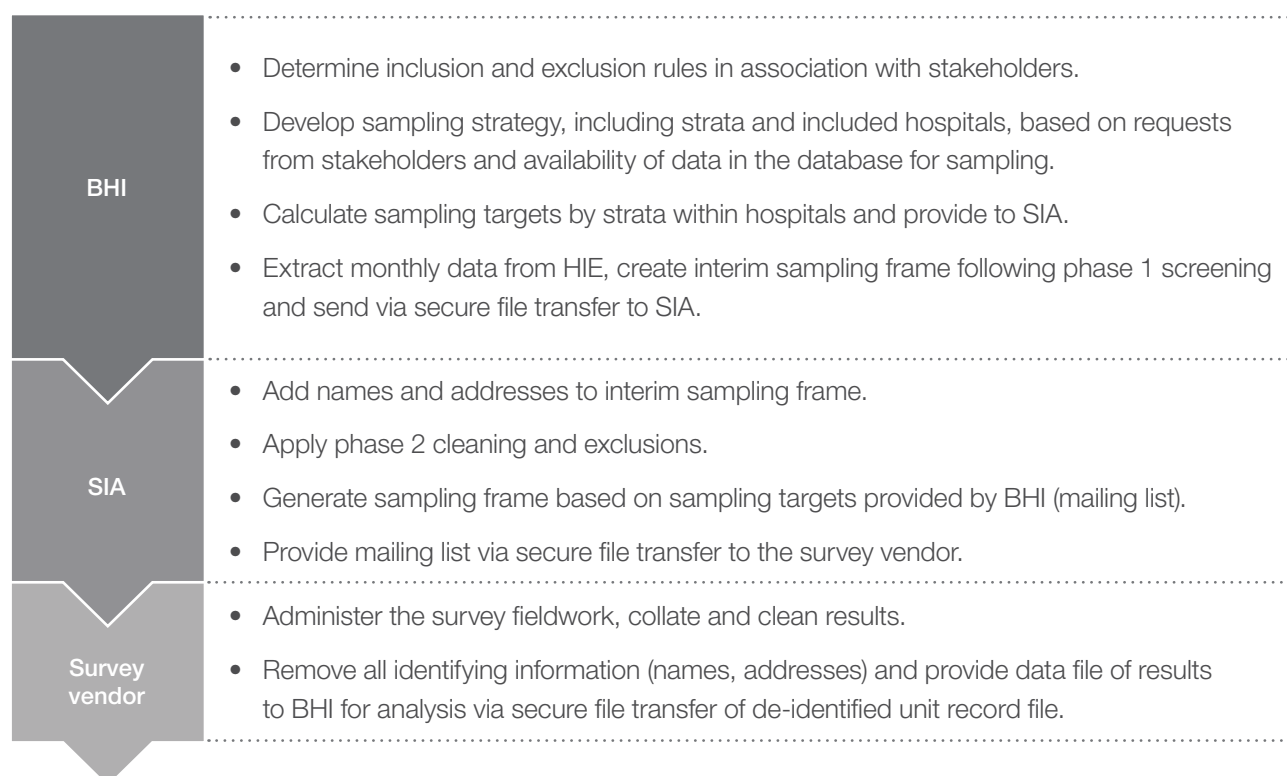 BHI
• Determine inclusion and exclusion rules in association with stakeholders.
• Develop sampling strategy, including strata and included hospitals, based on requests
from stakeholders and availability of data in the database for sampling.
• Calculate sampling targets by strata within hospitals and provide to SIA.
• Extract monthly data from HIE, create interim sampling frame following phase 1 screening
and send via secure file transfer to SIA.
SIA
• Add names and addresses to interim sampling frame.
• Apply phase 2 cleaning and exclusions.
• Generate sampling frame based on sampling targets provided by BHI (mailing list).
• Provide mailing list via secure file transfer to the survey vendor.
Survey
vendor
• Administer the survey fieldwork, collate and clean results.
• Remove all identifying information (names, addresses) and provide data file of results
to BHI for analysis via secure file transfer of de-identified unit record file.